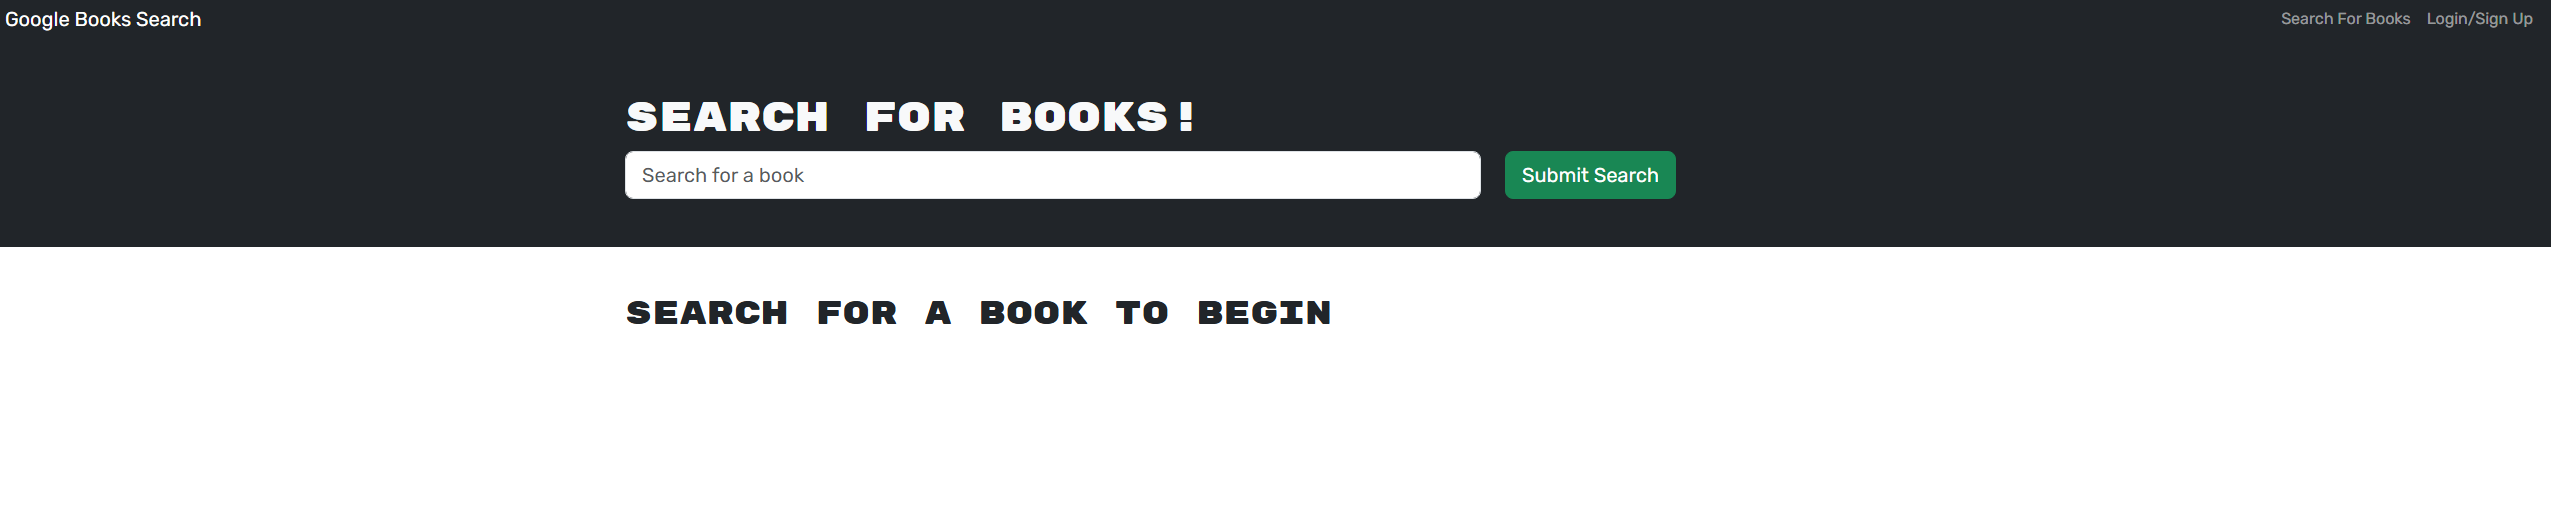 Google Books Search
Search For Books Login/Sign Up
SEARCH FOR BOOKS!
Search for a book
Submit Search
SEARCH FOR A BOOK TO BEGIN